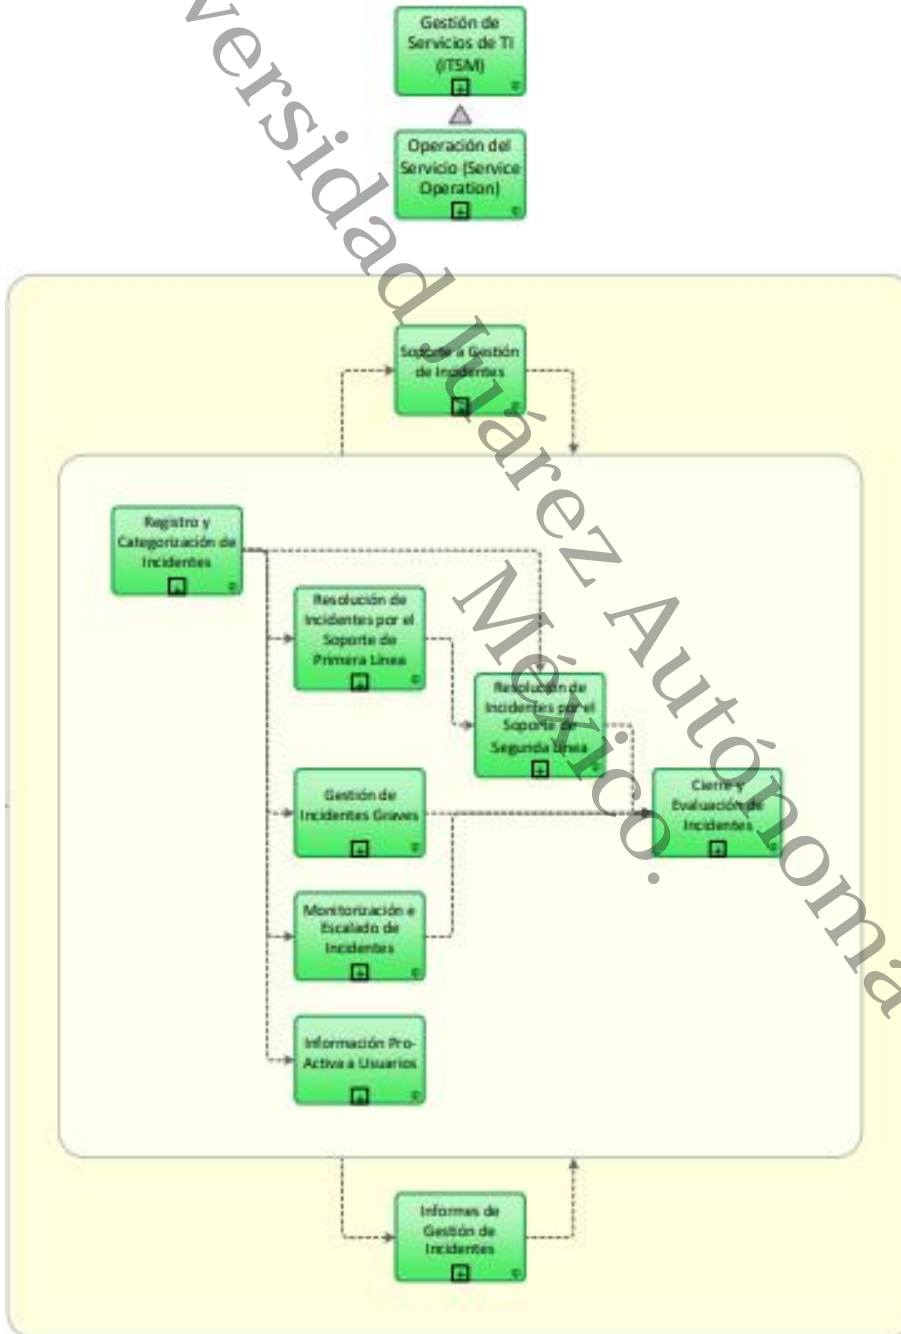 Gestión de
Servicios de TI
(ITSM)
Operación del
Servicio (Service
Operation)
Soporte a Gestión
de Incidentes
Registro y
Categorización de
Incidentes
Resolución de
Incidentes por el
Soporte de
Primera Línea
Resolución de
Incidentes por el
Soporte de
Segunda Línea
Gestión de
Incidentes Graves
Cierre y
Evaluación de
Incidentes
Monitorización e
Escalado de
Incidentes
Información Pro-
Activa a Usuarios
Informes de
Gestión de
Incidentes
versidad Juárez Autónoma
México.